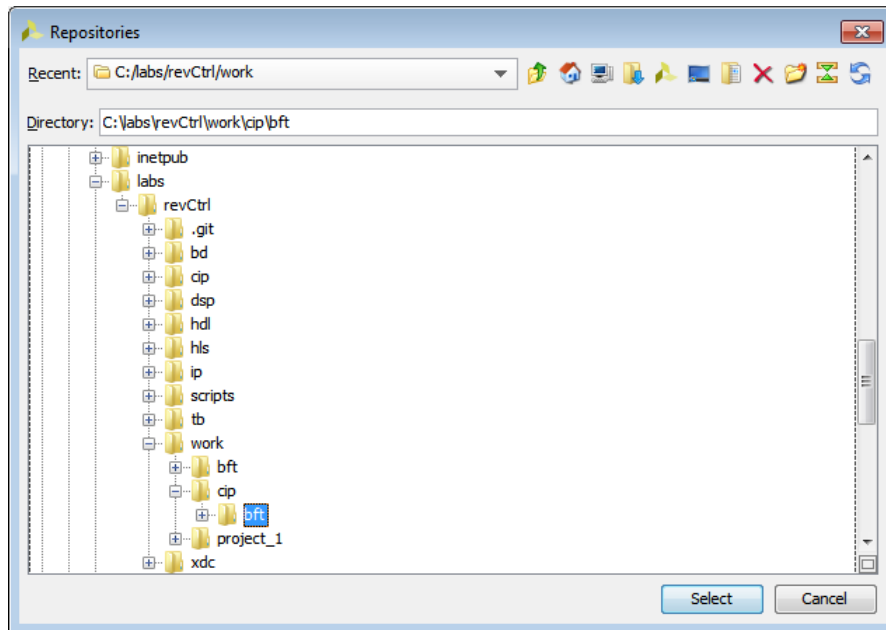 Repositories
Recent: C:/labs/revCtrl/work
Directory: C:\labs\revCtrl\work\cip\bft
inetpub
labs
revCtrl
.git
bd
cip
dsp
hdl
hls
ip
scripts
tb
work
bft
cip
bft
project_1
xdc
Select Cancel